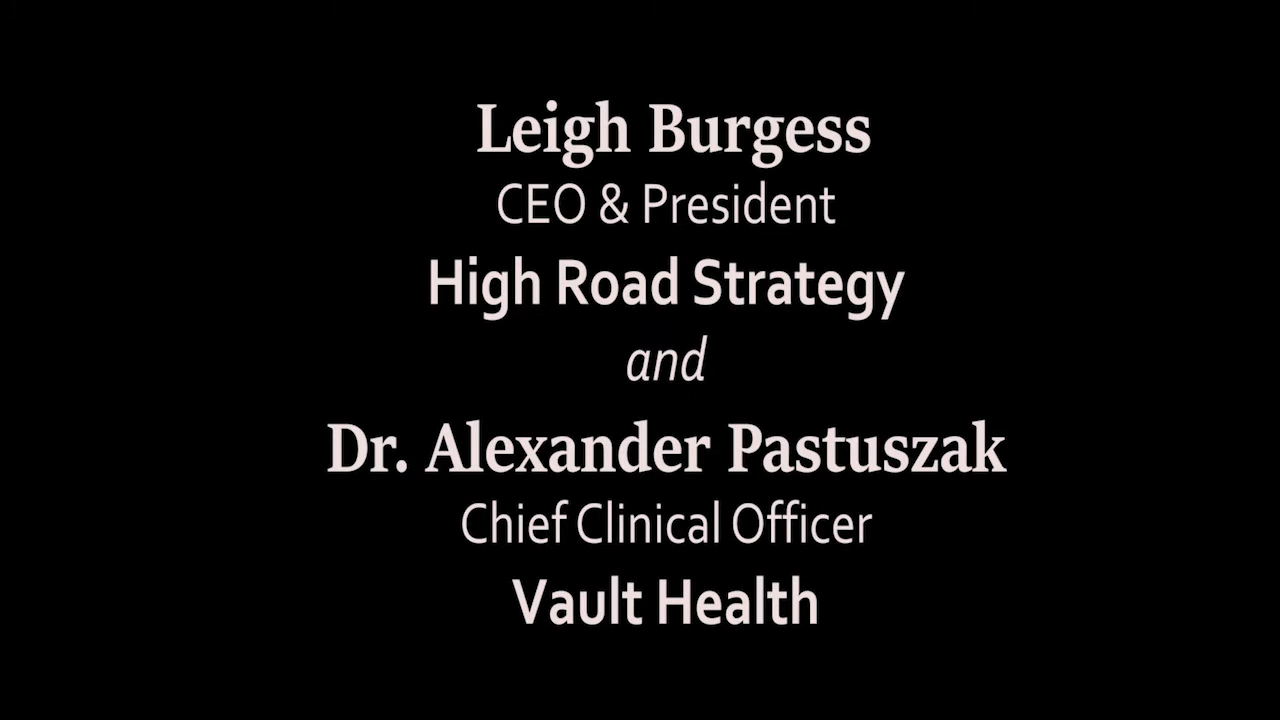 Leigh Burgess
CEO & President
High Road Strategy
and
Dr. Alexander Pastuszak
Chief Clinical Officer
Vault Health